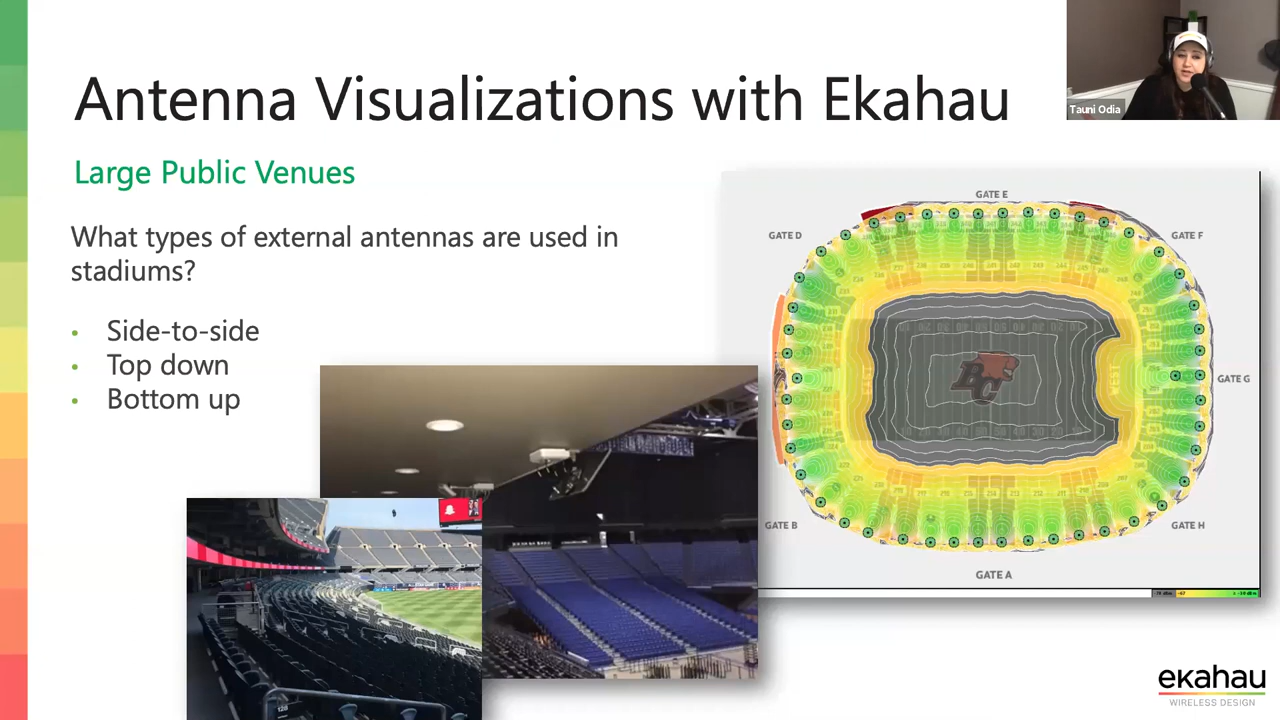 Antenna Visualizations with Ekahau
Tauni Odia
Large Public Venues
What types of external antennas are used in
stadiums?
• Side-to-side
• Top down
• Bottom up
GATE E
GATE D
GATE F
GATE G
GATE B
GATE H
GATE A
BC
ekahau
WIRELESS DESIGN